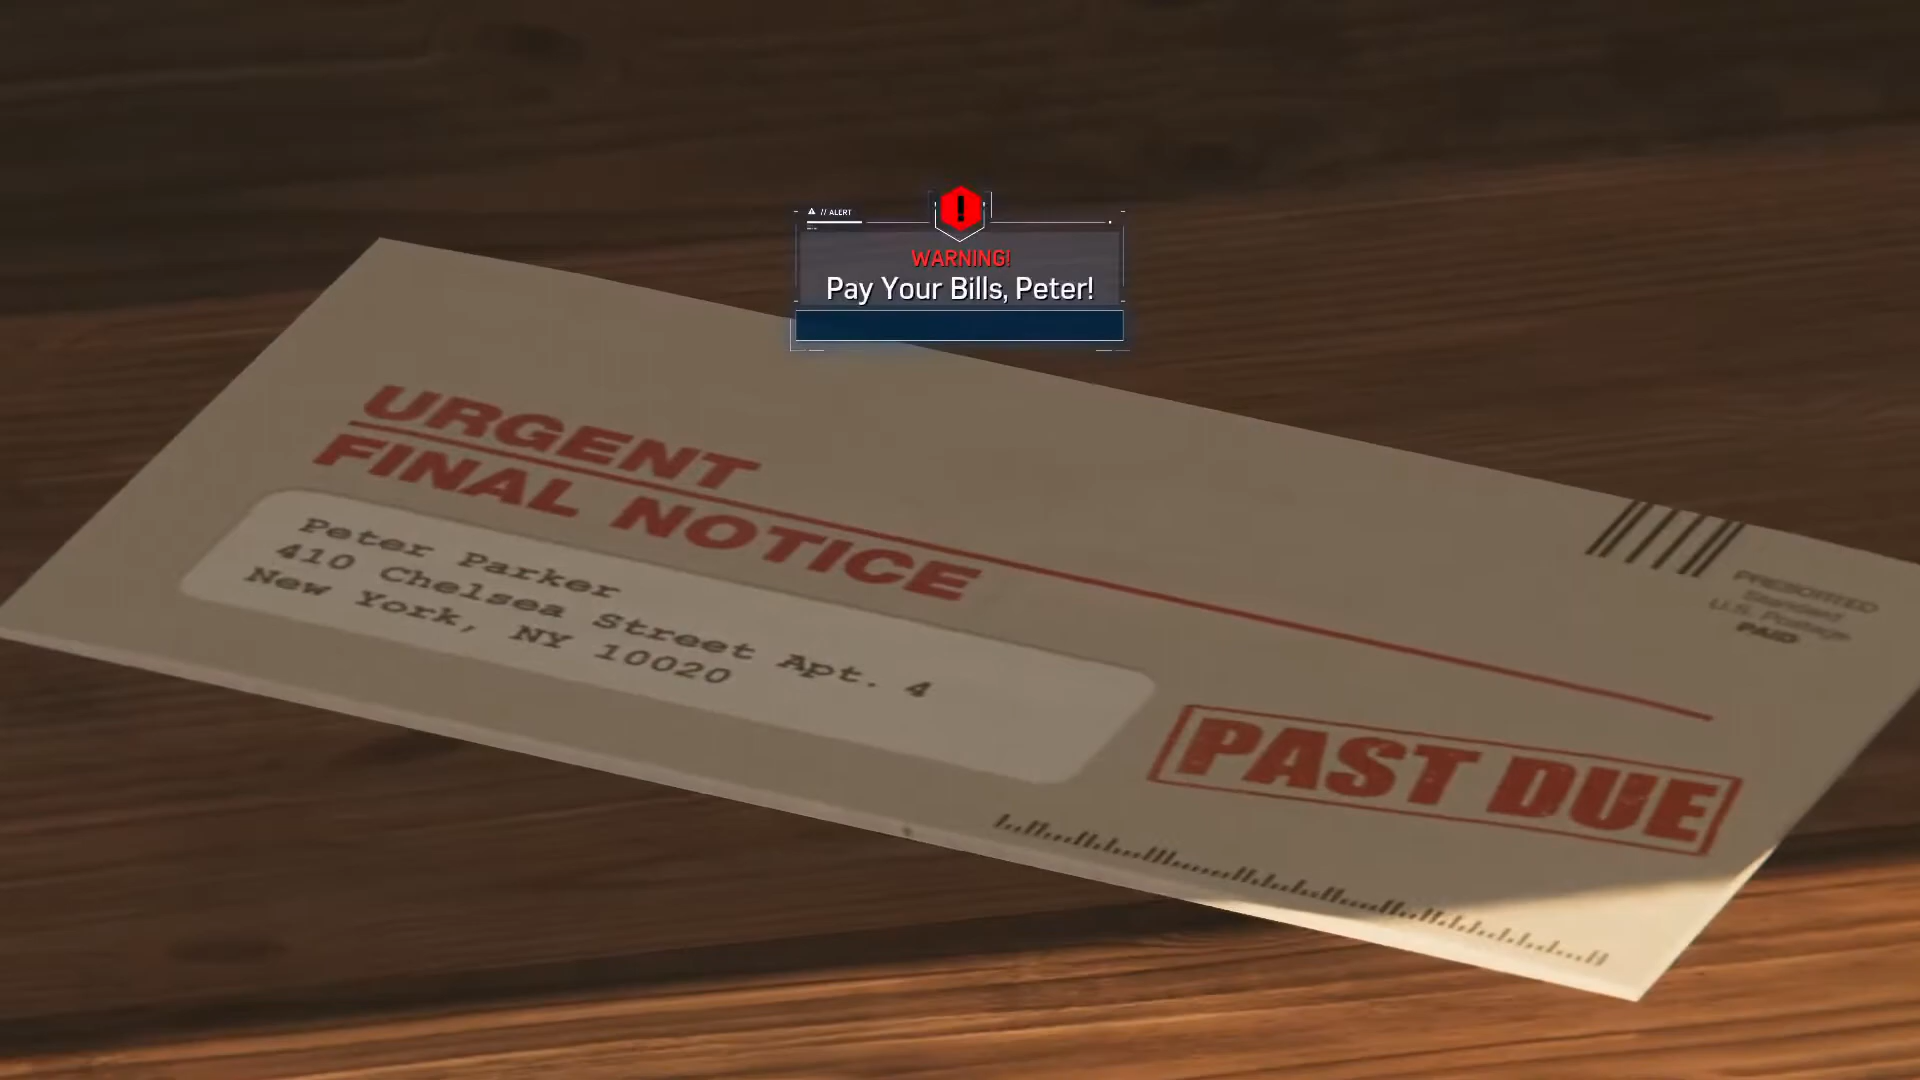 // ALERT
WARNING!
Pay Your Bills, Peter!
URGENT
FINAL NOTICE
Peter Parker
410 Chelsea Street Apt. 4
New York, NY 10020
PRESORTED
Standard
U.S. Postage
PAID
PAST DUE